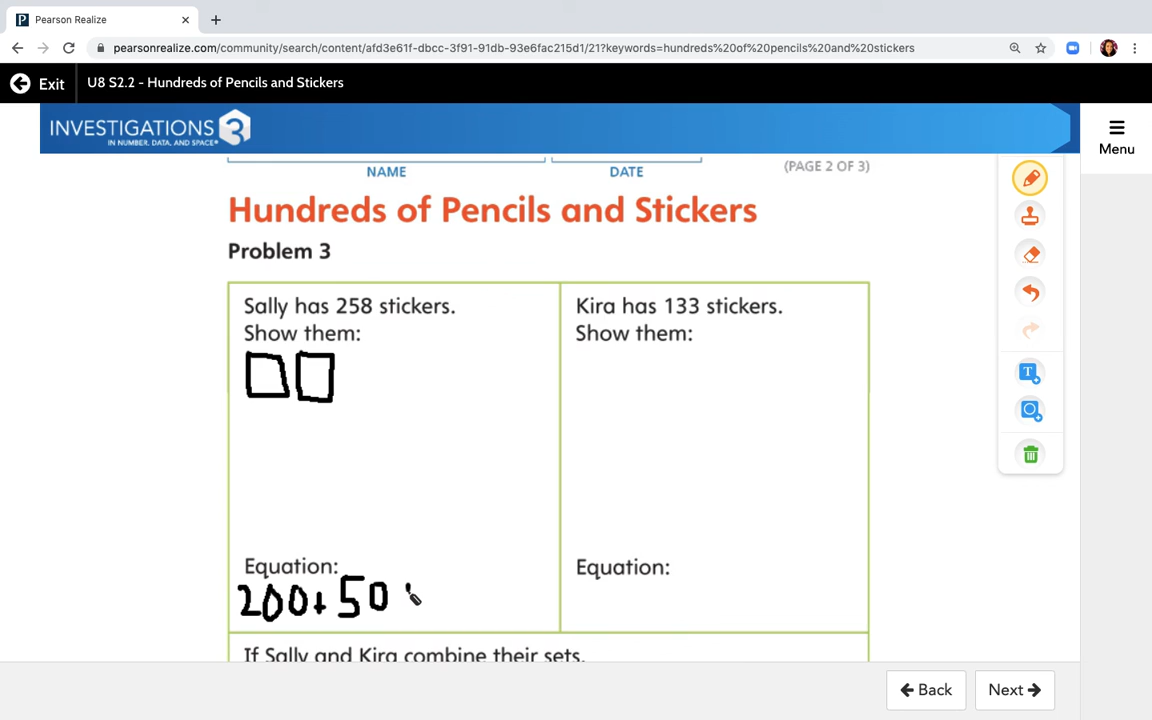 Pearson Realize
pearsonrealize.com/community/search/content/afd3e61f-dbcc-3f91-91db-93e6fac215d1/21?keywords=hundreds%20of%20pencils%20and%20stickers
Exit
U8 S2.2 - Hundreds of Pencils and Stickers
INVESTIGATIONS 3
IN NUMBER, DATA, AND SPACE®
Menu
NAME
DATE
(PAGE 2 OF 3)
Hundreds of Pencils and Stickers
Problem 3
Sally has 258 stickers.
Show them:
Kira has 133 stickers.
Show them:
Equation:
200+50
Equation:
If Sally and Kira combine their sets,
Back
Next